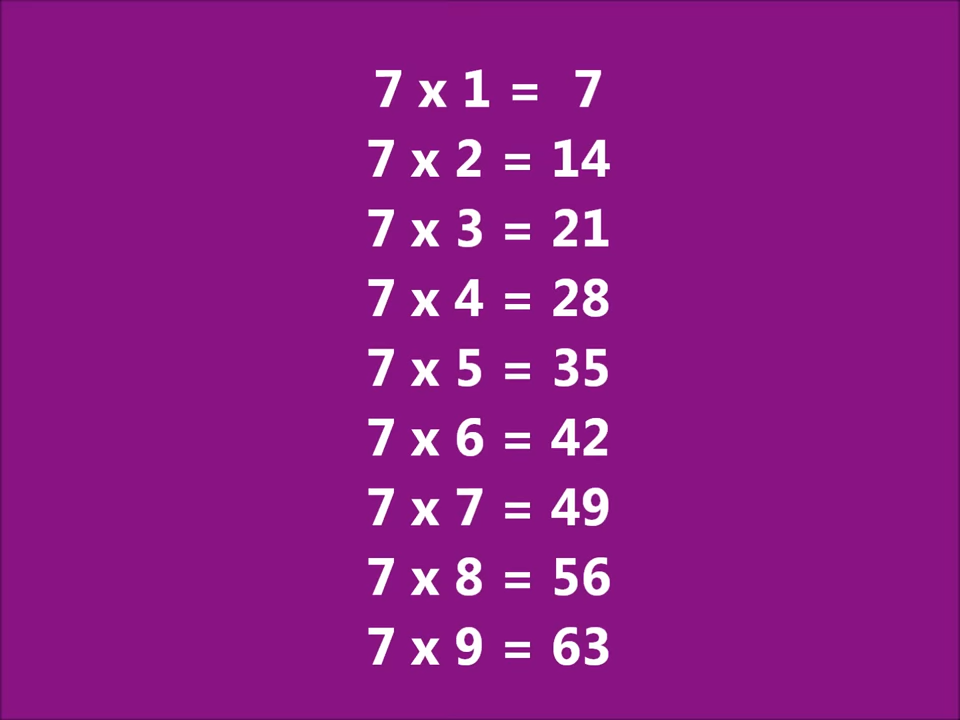 7 x 1 =  7
7 x 2 = 14
7 x 3 = 21
7 x 4 = 28
7 x 5 = 35
7 x 6 = 42
7 x 7 = 49
7 x 8 = 56
7 x 9 = 63